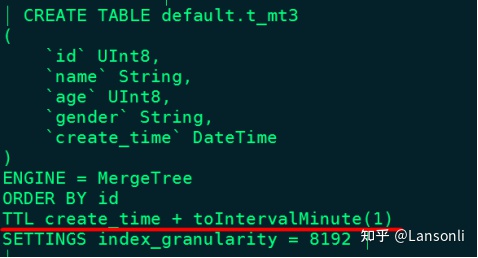 | CREATE TABLE default.t_mt3
(
    `id` UInt8,
    `name` String,
    `age` UInt8,
    `gender` String,
    `create_time` DateTime
)
ENGINE = MergeTree
ORDER BY id
TTL create_time + toIntervalMinute(1)
SETTINGS index_granularity = 8192 |
知乎 @Lansonli